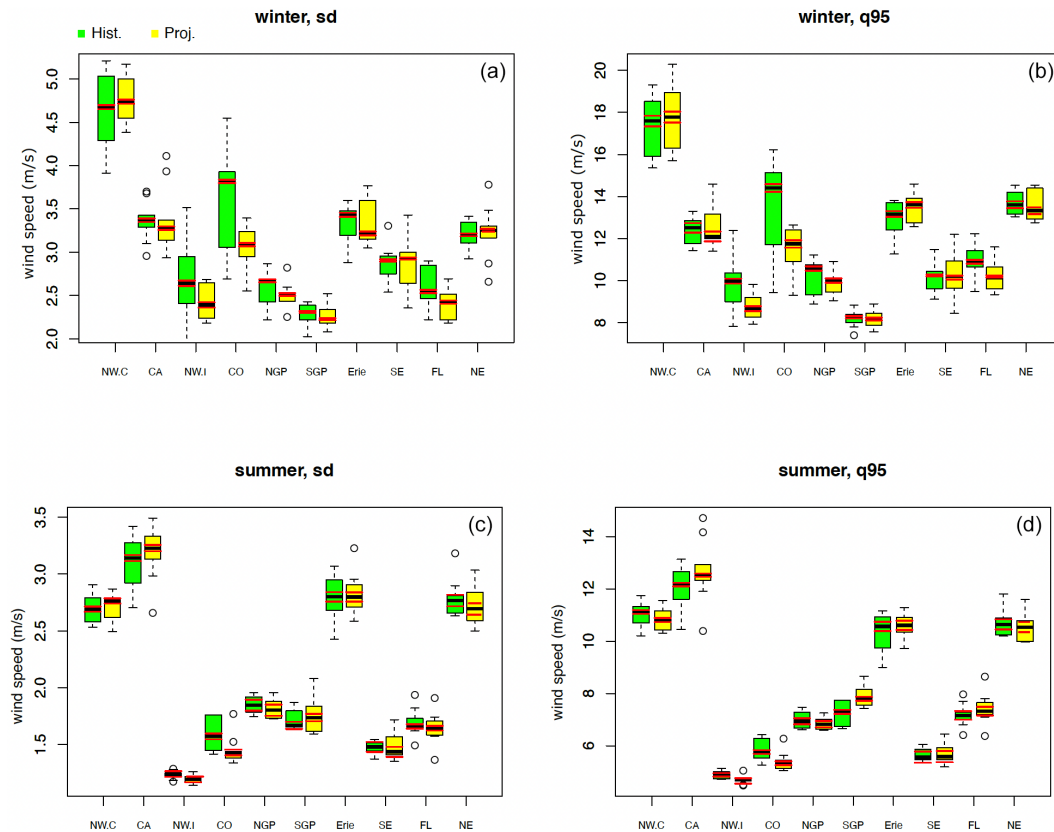 winter, sd
Hist. Proj.
(a)
wind speed (m/s)
5.0
4.5
4.0
3.5
3.0
2.5
2.0
NW.C CA NW.I CO NGP SGP Erie SE FL NE
winter, q95
(b)
wind speed (m/s)
20
18
16
14
12
10
8
NW.C CA NW.I CO NGP SGP Erie SE FL NE
summer, sd
(c)
wind speed (m/s)
3.5
3.0
2.5
2.0
1.5
NW.C CA NW.I CO NGP SGP Erie SE FL NE
summer, q95
(d)
wind speed (m/s)
14
12
10
8
6
NW.C CA NW.I CO NGP SGP Erie SE FL NE